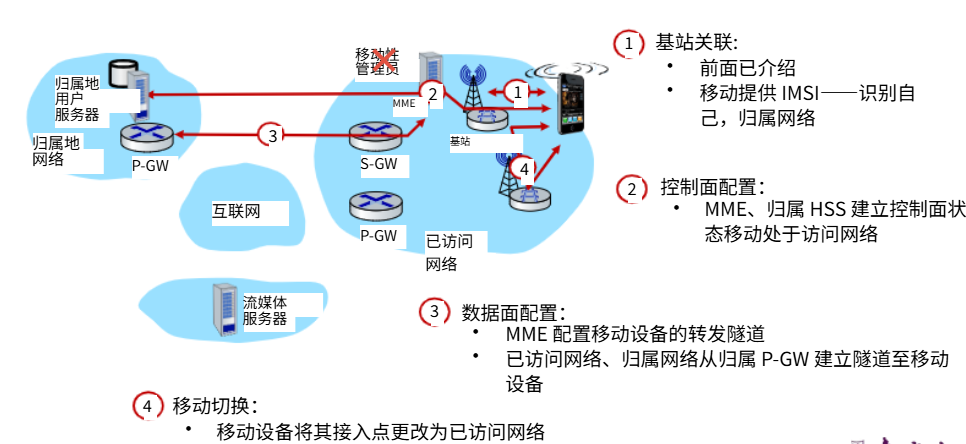 归属地
用户
服务器
归属地
网络
P-GW
移动性
管理员
MME
2
1
3
S-GW
基站
4
P-GW
已访问
网络
互联网
流媒体
服务器
1 基站关联:
• 前面已介绍
• 移动提供 IMSI——识别自
己，归属网络
2 控制面配置：
• MME、归属 HSS 建立控制面状
态移动处于访问网络
3 数据面配置：
• MME 配置移动设备的转发隧道
• 已访问网络、归属网络从归属 P-GW 建立隧道至移动
设备
4 移动切换：
• 移动设备将其接入点更改为已访问网络